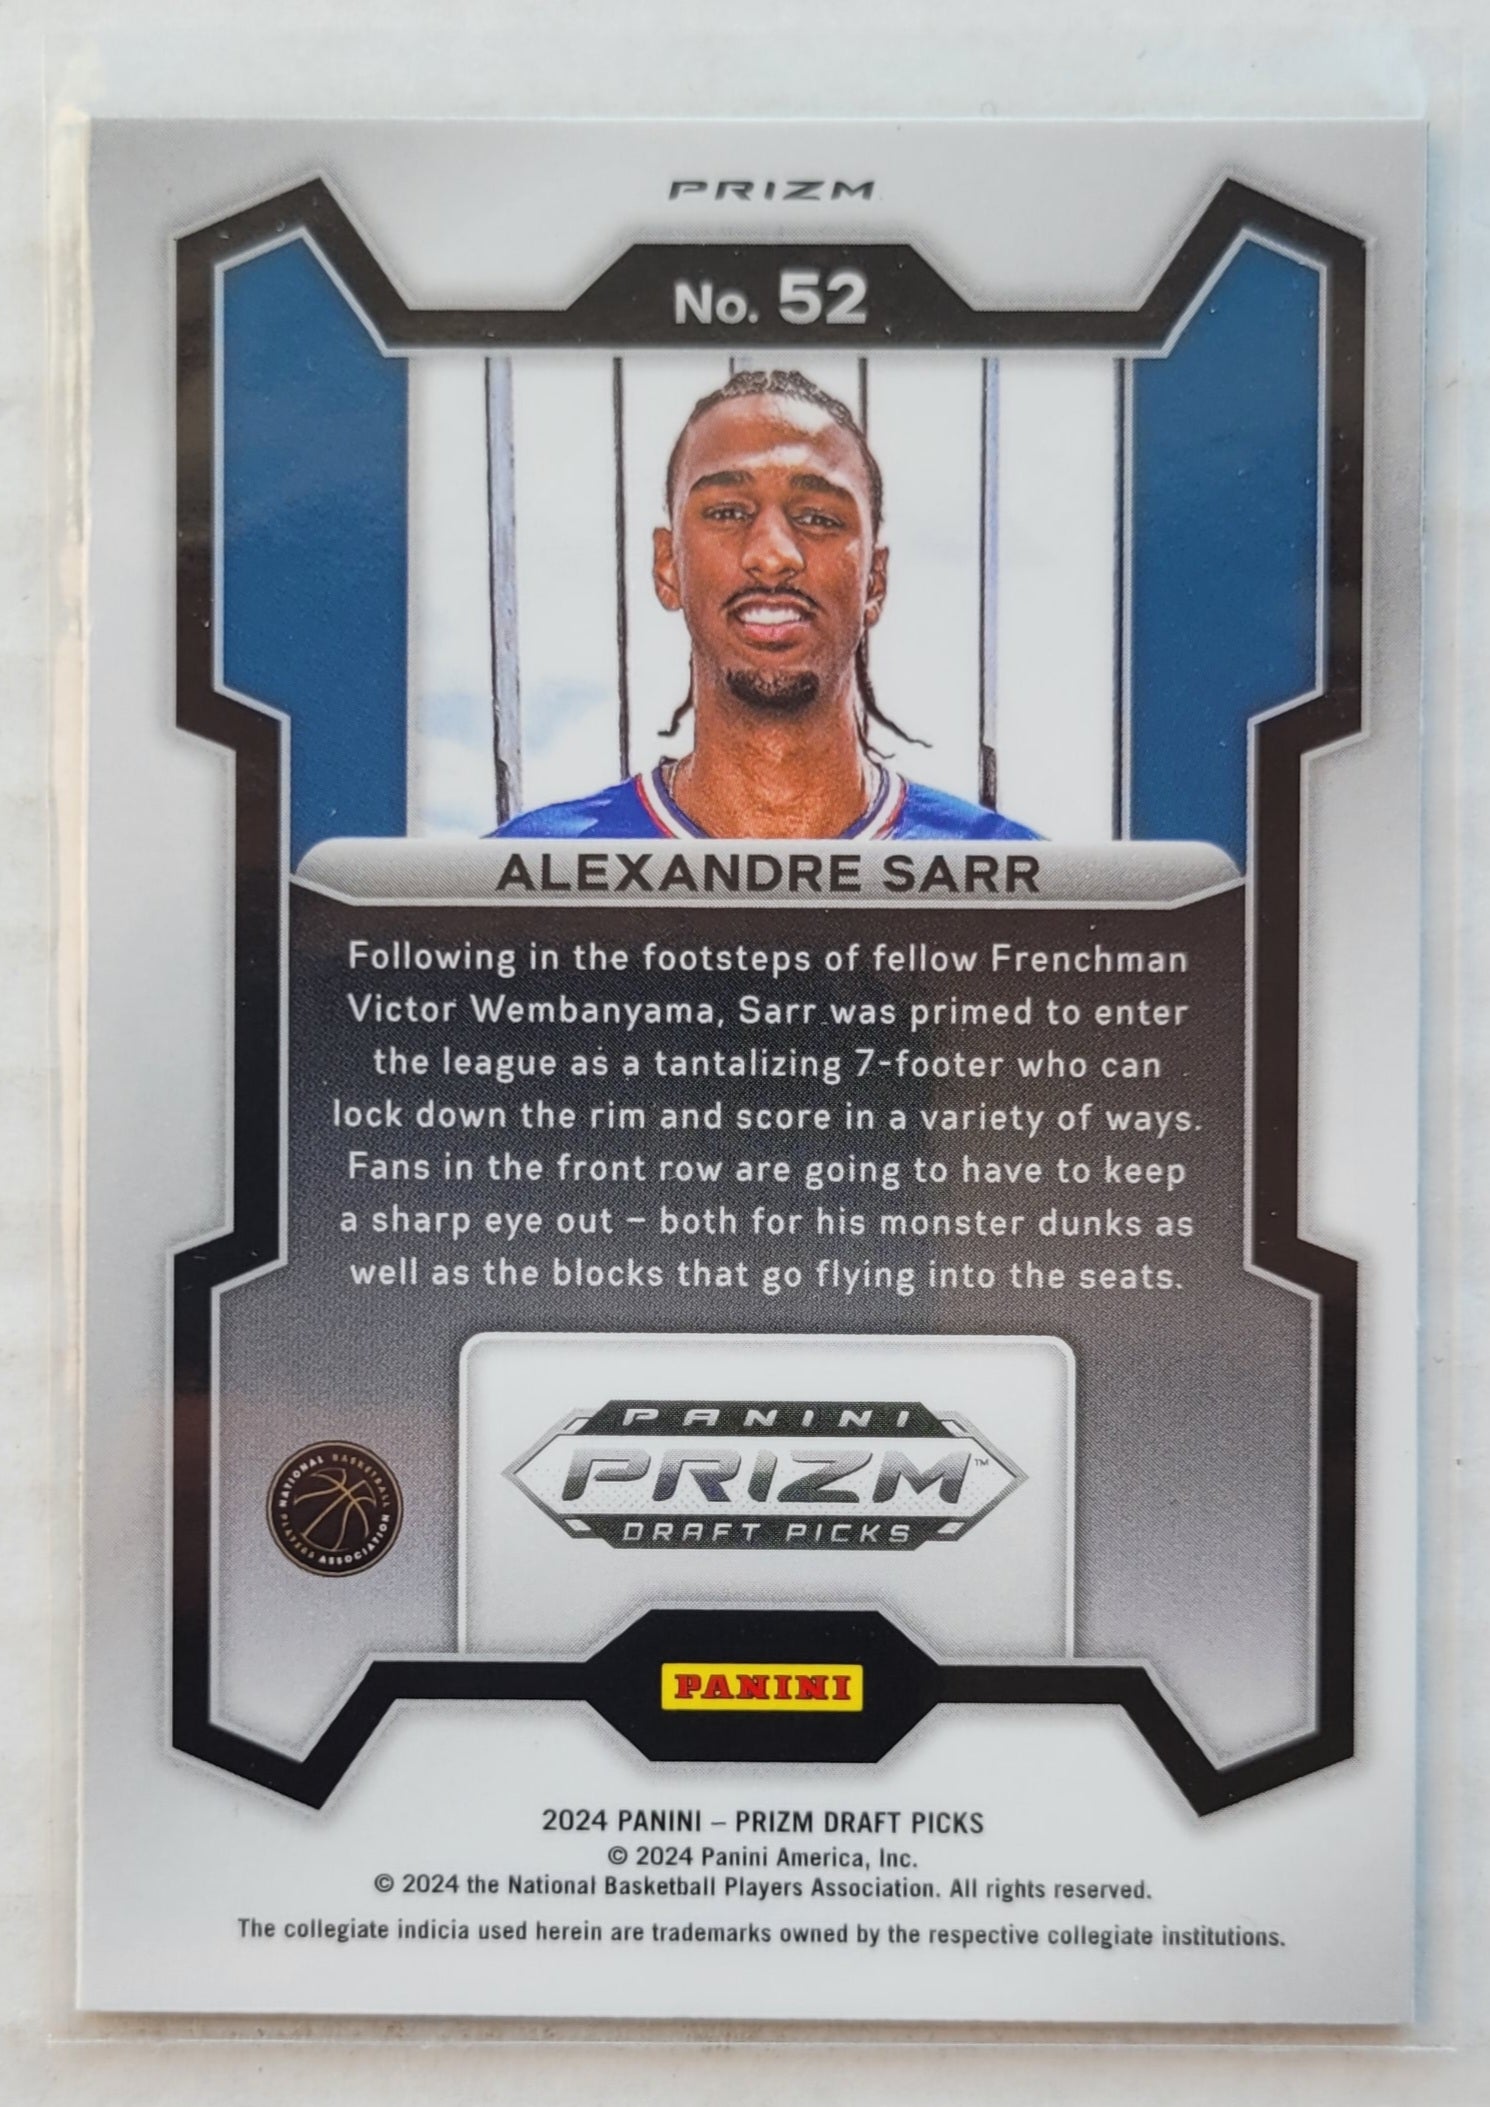 PRIZM
No. 52
ALEXANDRE SARR
Following in the footsteps of fellow Frenchman
Victor Wembanyama, Sarr was primed to enter
the league as a tantalizing 7-footer who can
lock down the rim and score in a variety of ways.
Fans in the front row are going to have to keep
a sharp eye out – both for his monster dunks as
well as the blocks that go flying into the seats.
NATIONAL BASKETBALL PLAYERS ASSOCIATION
PANINI
PRIZM™
DRAFT PICKS
PANINI
2024 PANINI – PRIZM DRAFT PICKS
© 2024 Panini America, Inc.
© 2024 the National Basketball Players Association. All rights reserved.
The collegiate indicia used herein are trademarks owned by the respective collegiate institutions.